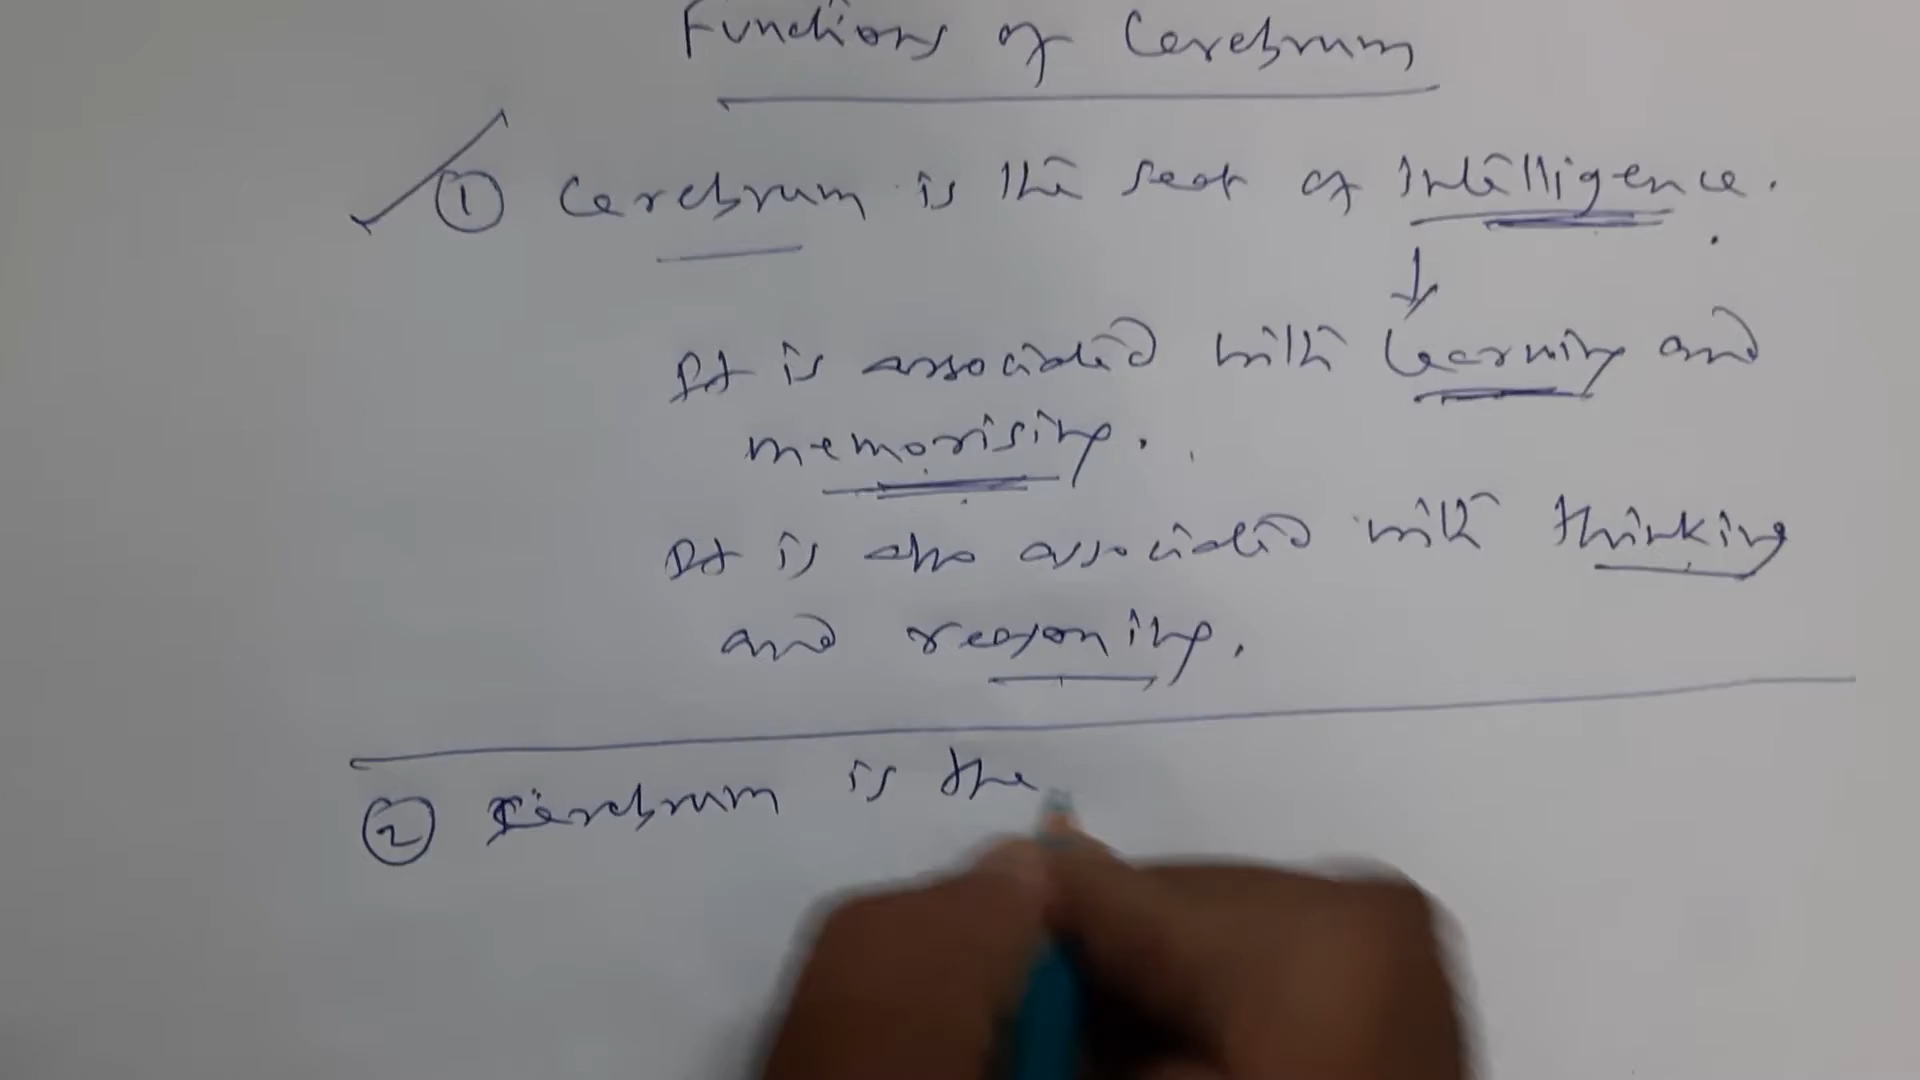 Functions of Cerebrum
① Cerebrum is the seat of Intelligence.
It is associated with learning and
memorising.
It is also associated with thinking
and reasoning.
② Cerebrum is the